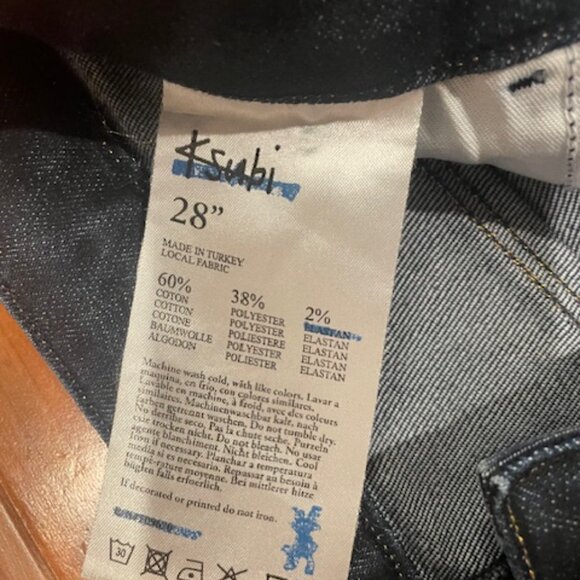 Ksubi
28”
MADE IN TURKEY
LOCAL FABRIC
60%
COTON
COTTON
COTONE
BAUMWOLLE
ALGODON
38%
POLYESTER
POLYESTER
POLIESTERE
POLYESTER
POLIESTER
2%
ELASTAN
ELASTAN
ELASTAN
ELASTAN
ELASTAN
Machine wash cold, with like colors. Lavar a
maquina, en frio, con colores similares.
Lavable en machine, à froid, avec des colours
similaires. Machinenwaschbar kalt, nach
farben getrennt waschen. Do not tumble dry.
No derrihe seco. Pas la chute seche. Purzeln
sie trocken nicht. Do not bleach. No usar
agente blanchiment. Nicht bleichen. Cool
iron if necessary. Planchar a temperatura
media si es necesario. Repassar au besoin à
température moyenne. Bei mittlerer hitze
büglen falls erforlich.
If decorated or printed do not iron.
30